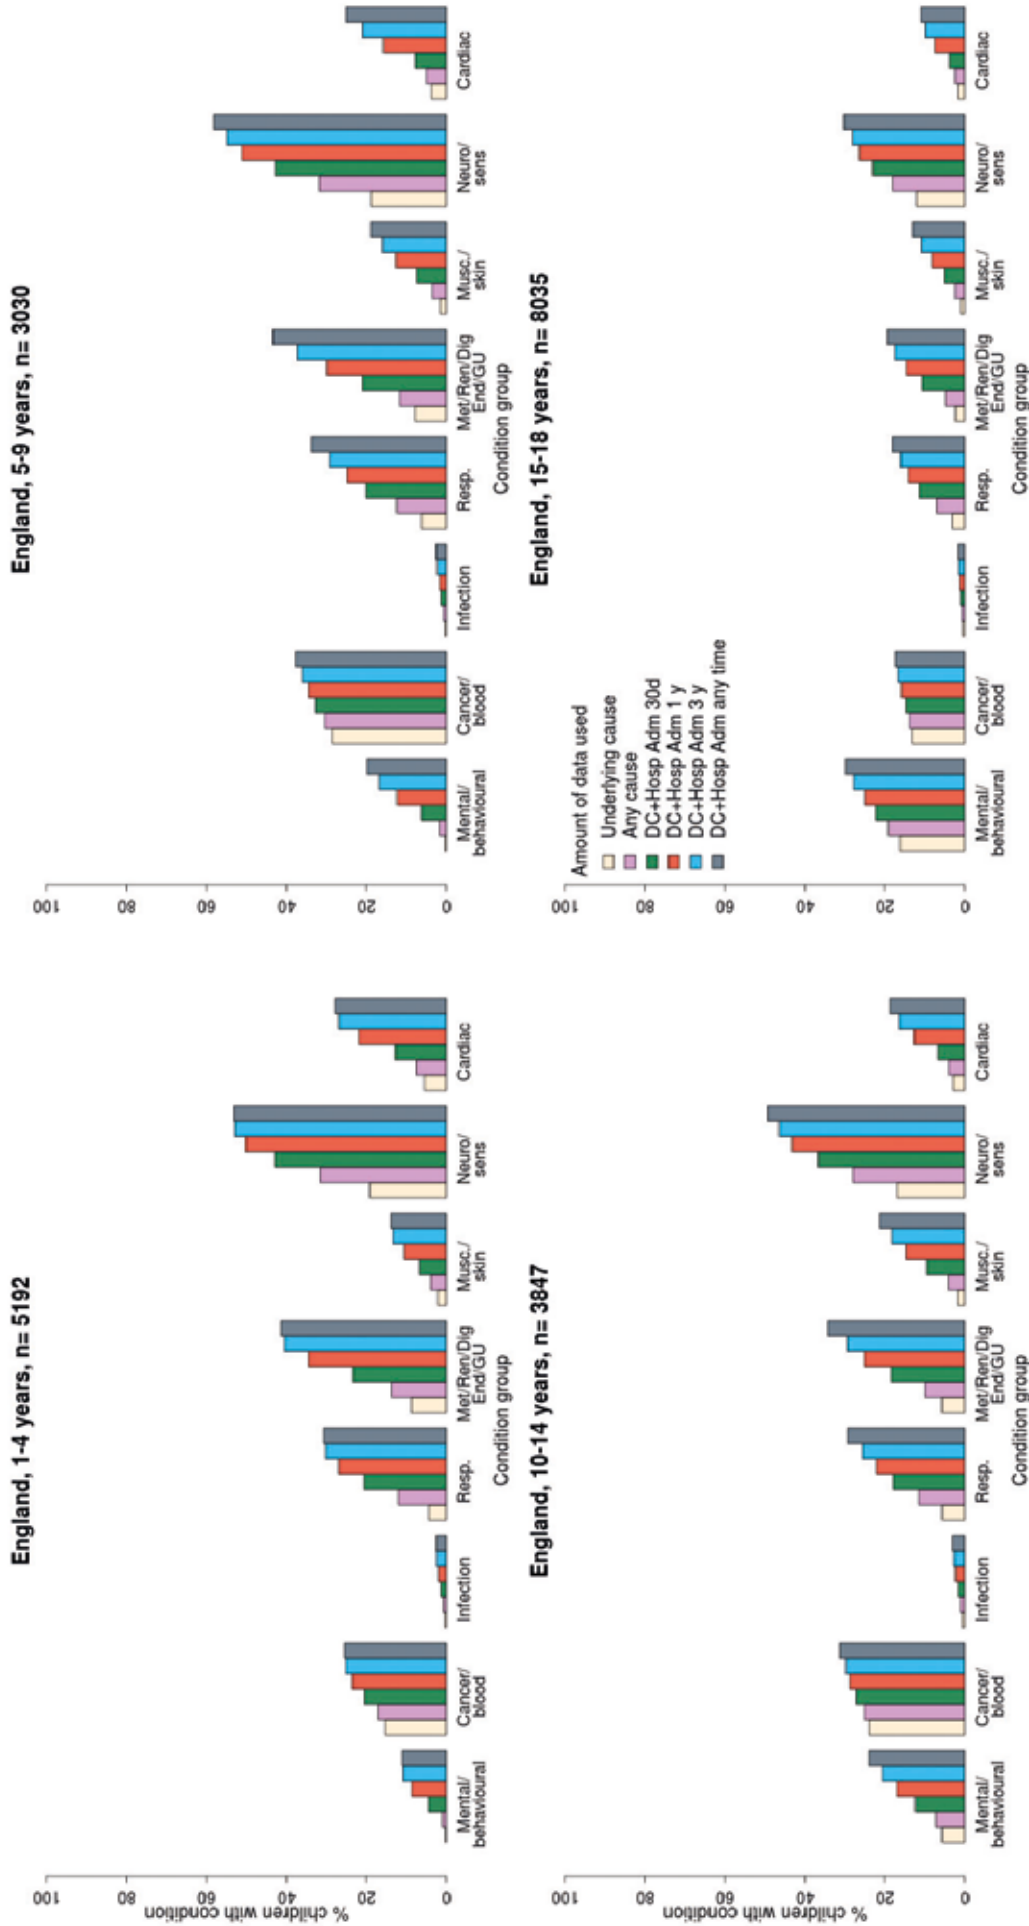 England, 1-4 years, n= 5192
% children with condition
100
80
60
40
20
0
Mental/
behavioural
Cancer/
blood
Infection
Resp.
Met/Ren/Dig
End/GU
Musc./
skin
Neuro/
sens
Cardiac
Condition group
England, 5-9 years, n= 3030
100
80
60
40
20
0
Mental/
behavioural
Cancer/
blood
Infection
Resp.
Met/Ren/Dig
End/GU
Musc./
skin
Neuro/
sens
Cardiac
Condition group
England, 10-14 years, n= 3847
% children with condition
100
80
60
40
20
0
Mental/
behavioural
Cancer/
blood
Infection
Resp.
Met/Ren/Dig
End/GU
Musc./
skin
Neuro/
sens
Cardiac
Condition group
England, 15-18 years, n= 8035
Amount of data used
Underlying cause
Any cause
DC+Hosp Adm 30d
DC+Hosp Adm 1 y
DC+Hosp Adm 3 y
DC+Hosp Adm any time
100
80
60
40
20
0
Mental/
behavioural
Cancer/
blood
Infection
Resp.
Met/Ren/Dig
End/GU
Musc./
skin
Neuro/
sens
Cardiac
Condition group